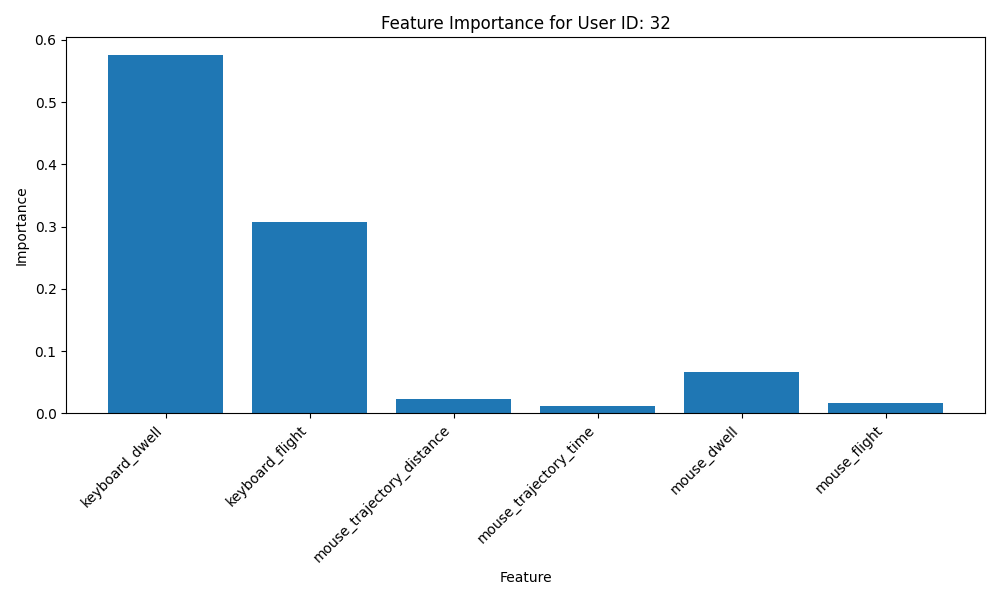 Feature Importance for User ID: 32
0.6
0.5
0.4
0.3
0.2
0.1
0.0
Importance
keyboard_dwell
keyboard_flight
mouse_trajectory_distance
mouse_trajectory_time
mouse_dwell
mouse_flight
Feature